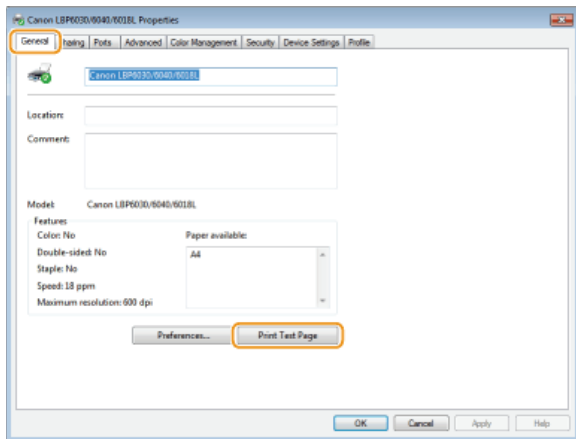 Canon LBP6030/6040/6018L Properties
General haring Ports Advanced Color Management Security Device Settings Profile
Canon LBP6030/6040/6018L
Location:
Comment:
Model: Canon LBP6030/6040/6018L
Features
Color: No Paper available:
Double-sided: No A4
Staple: No
Speed: 18 ppm
Maximum resolution: 600 dpi
Preferences... Print Test Page
OK Cancel Apply Help